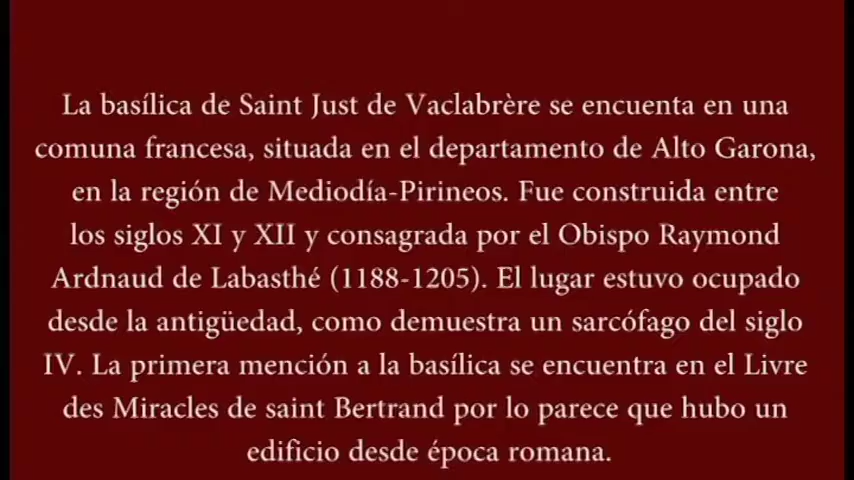 La basílica de Saint Just de Vaclabrère se encuenta en una
comuna francesa, situada en el departamento de Alto Garona,
en la región de Mediodía-Pirineos. Fue construida entre
los siglos XI y XII y consagrada por el Obispo Raymond
Ardnaud de Labasthé (1188-1205). El lugar estuvo ocupado
desde la antigüedad, como demuestra un sarcófago del siglo
IV. La primera mención a la basílica se encuentra en el Livre
des Miracles de saint Bertrand por lo parece que hubo un
edificio desde época romana.